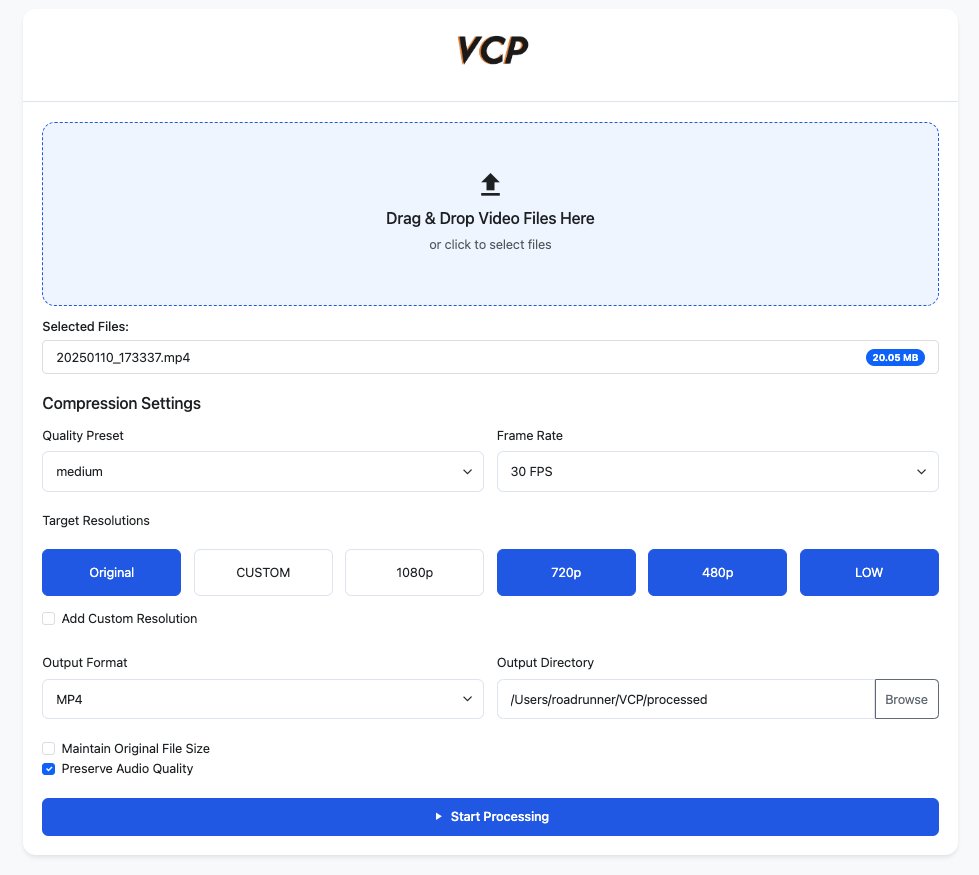 VCP
Drag & Drop Video Files Here
or click to select files
Selected Files:
20250110_173337.mp4 20.05 MB
Compression Settings
Quality Preset Frame Rate
medium 30 FPS
Target Resolutions
Original CUSTOM 1080p 720p 480p LOW
Add Custom Resolution
Output Format Output Directory
MP4 /Users/roadrunner/VCP/processed Browse
Maintain Original File Size
Preserve Audio Quality
Start Processing